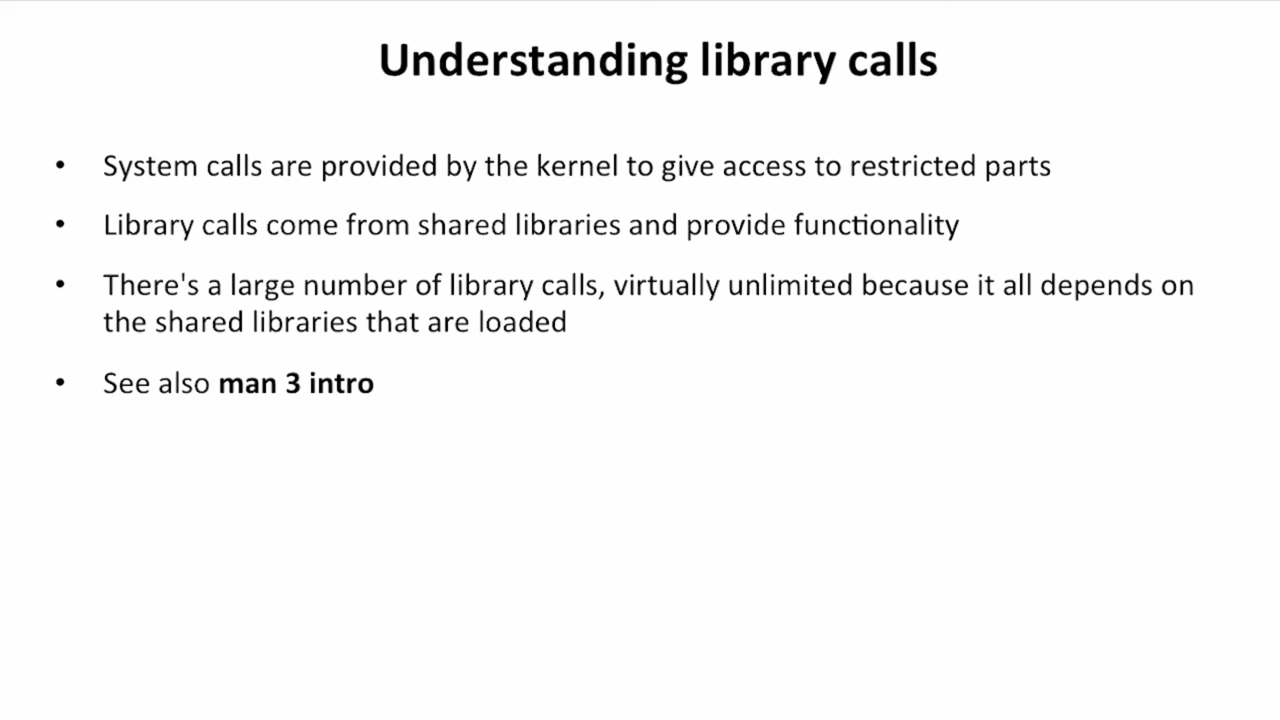 Understanding library calls
• System calls are provided by the kernel to give access to restricted parts
• Library calls come from shared libraries and provide functionality
• There's a large number of library calls, virtually unlimited because it all depends on
the shared libraries that are loaded
• See also man 3 intro